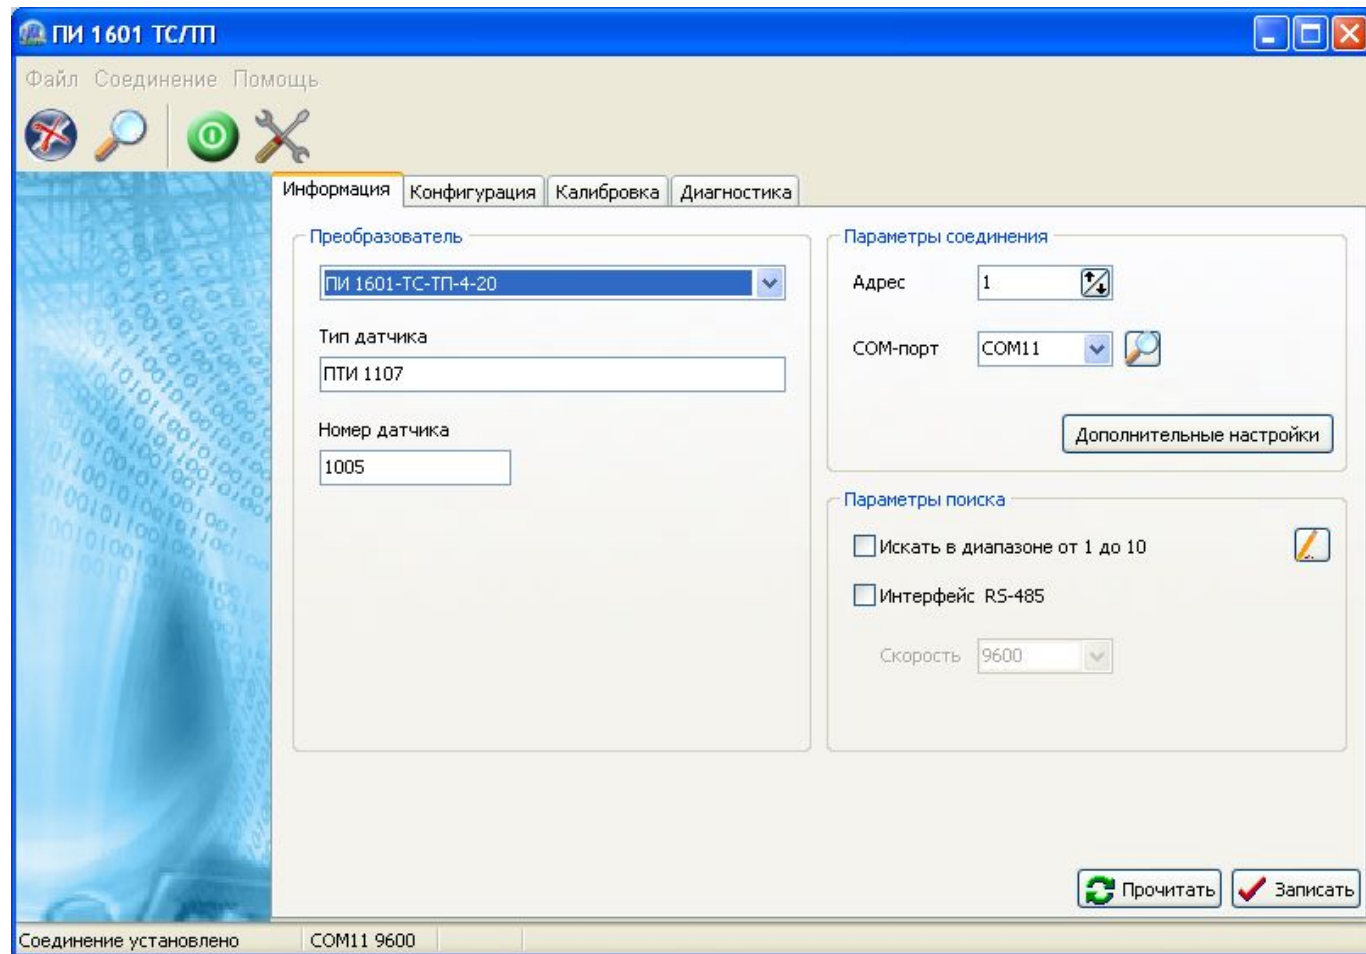 ПИ 1601 ТС/ТП
Файл Соединение Помощь
Информация Конфигурация Калибровка Диагностика
Преобразователь
ПИ 1601-ТС-ТП-4-20
Тип датчика
ПТИ 1107
Номер датчика
1005
Параметры соединения
Адрес 1
COM-порт COM11
Дополнительные настройки
Параметры поиска
Искать в диапазоне от 1 до 10
Интерфейс RS-485
Скорость 9600
Прочитать Записать
Соединение установлено COM11 9600